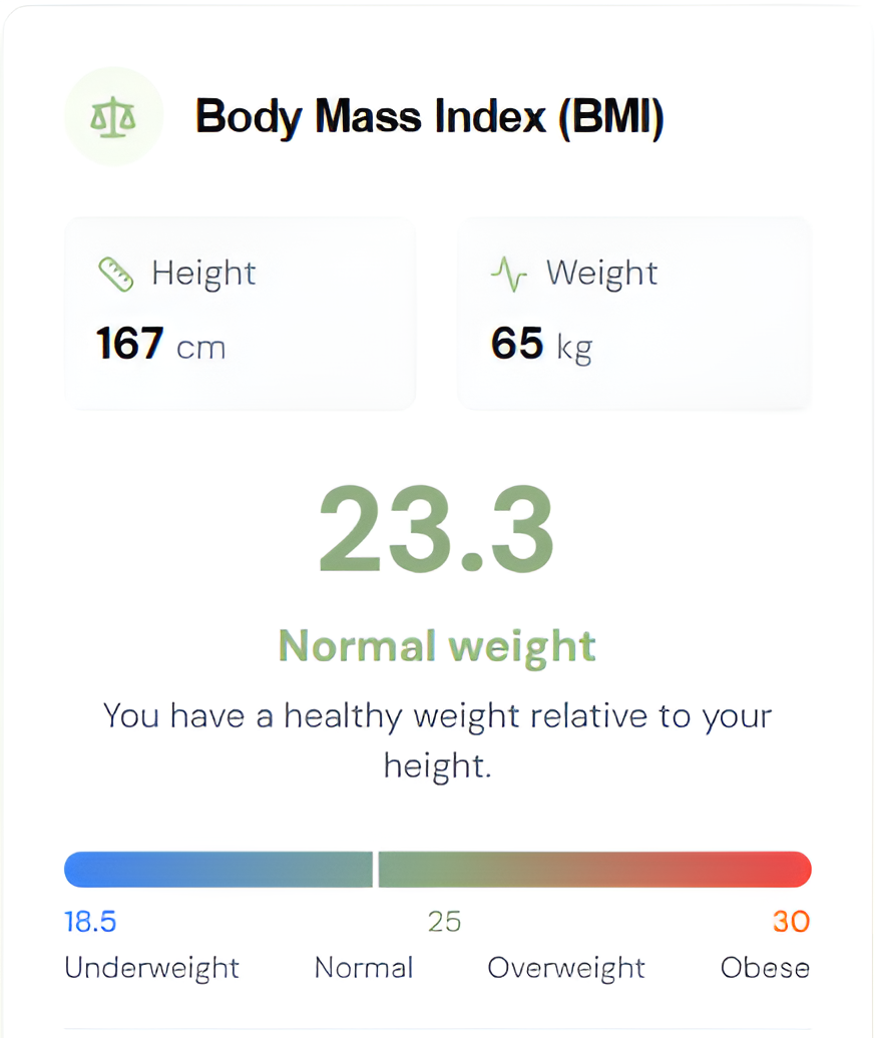 Body Mass Index (BMI)
Height
Weight
167 cm
65 kg
23.3
Normal weight
You have a healthy weight relative to your
height.
18.5 25 30
Underweight Normal Overweight Obese